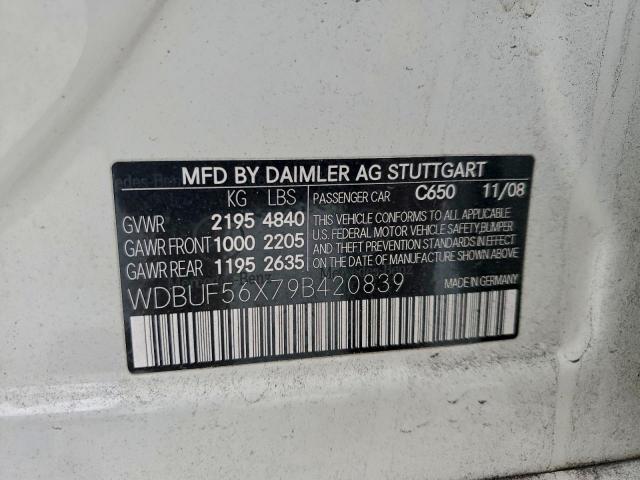 MFD BY DAIMLER AG STUTTGART
KG LBS PASSENGER CAR C650 11/08
GVWR 2195 4840
GAWR FRONT 1000 2205
GAWR REAR 1195 2635
THIS VEHICLE CONFORMS TO ALL APPLICABLE
U.S. FEDERAL MOTOR VEHICLE SAFETY,BUMPER
AND THEFT PREVENTION STANDARDS IN EFFECT
ON THE DATE OF MANUFACTURE SHOWN ABOVE
WDBUF56X79B420839
MADE IN GERMANY